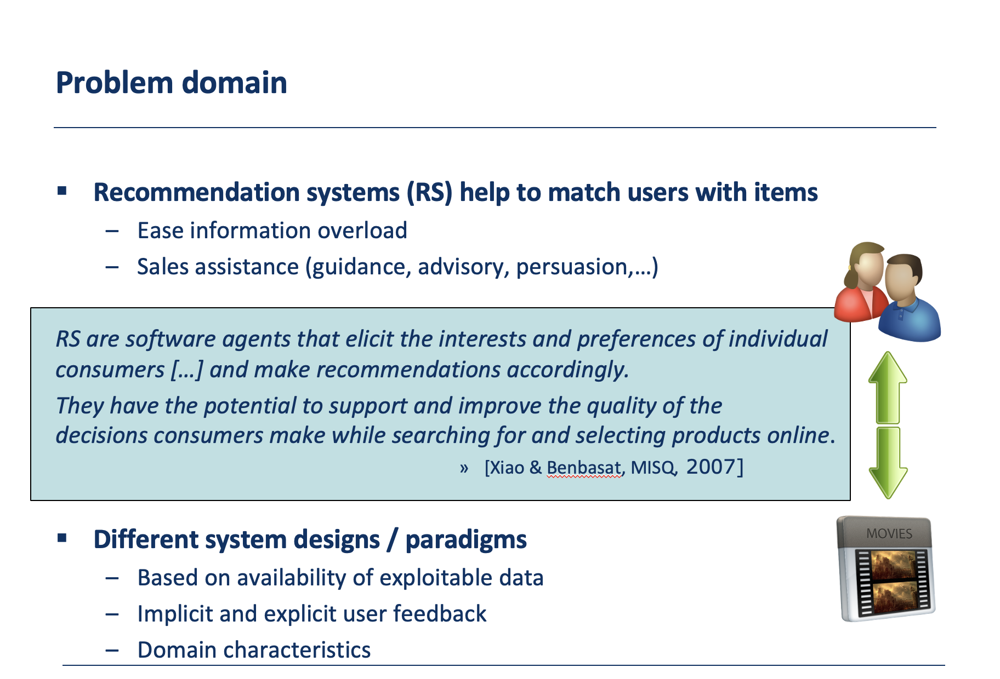 Problem domain
▪ Recommendation systems (RS) help to match users with items
– Ease information overload
– Sales assistance (guidance, advisory, persuasion,…)
RS are software agents that elicit the interests and preferences of individual
consumers […] and make recommendations accordingly.
They have the potential to support and improve the quality of the
decisions consumers make while searching for and selecting products online.
» [Xiao & Benbasat, MISQ, 2007]
▪ Different system designs / paradigms
– Based on availability of exploitable data
– Implicit and explicit user feedback
– Domain characteristics
MOVIES